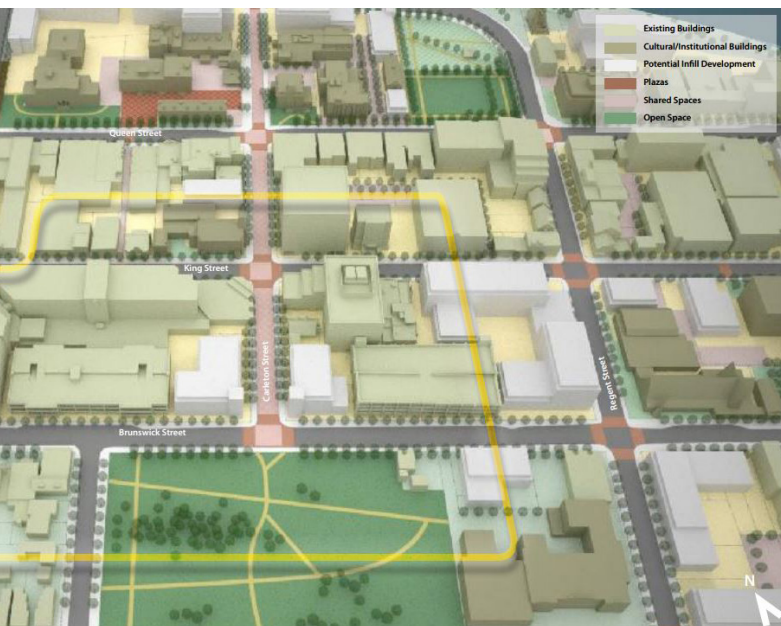 Existing Buildings
Cultural/Institutional Buildings
Potential Infill Development
Plazas
Shared Spaces
Open Space
Queen Street
King Street
Carleton Street
Regent Street
Brunswick Street
N